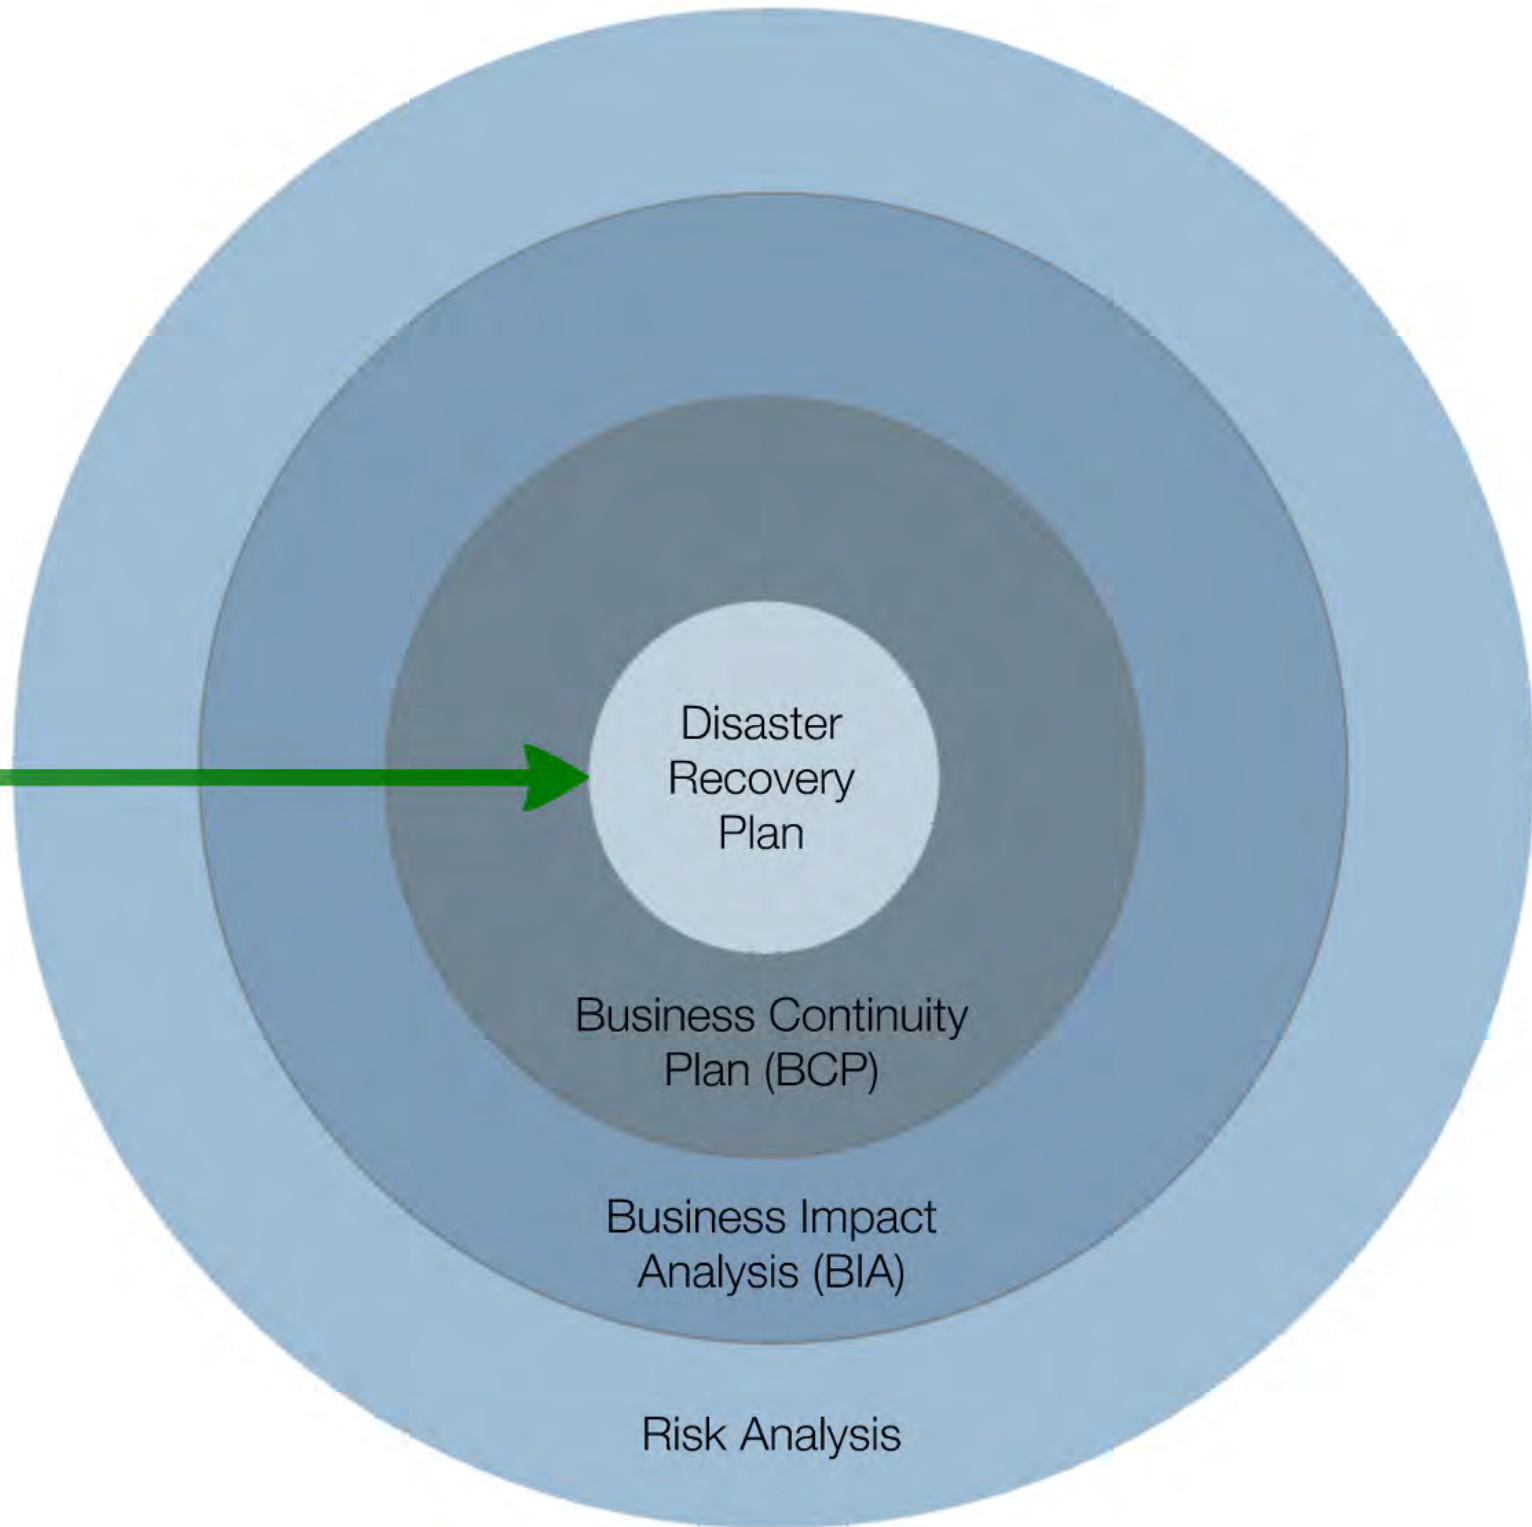 Disaster
Recovery
Plan
Business Continuity
Plan (BCP)
Business Impact
Analysis (BIA)
Risk Analysis